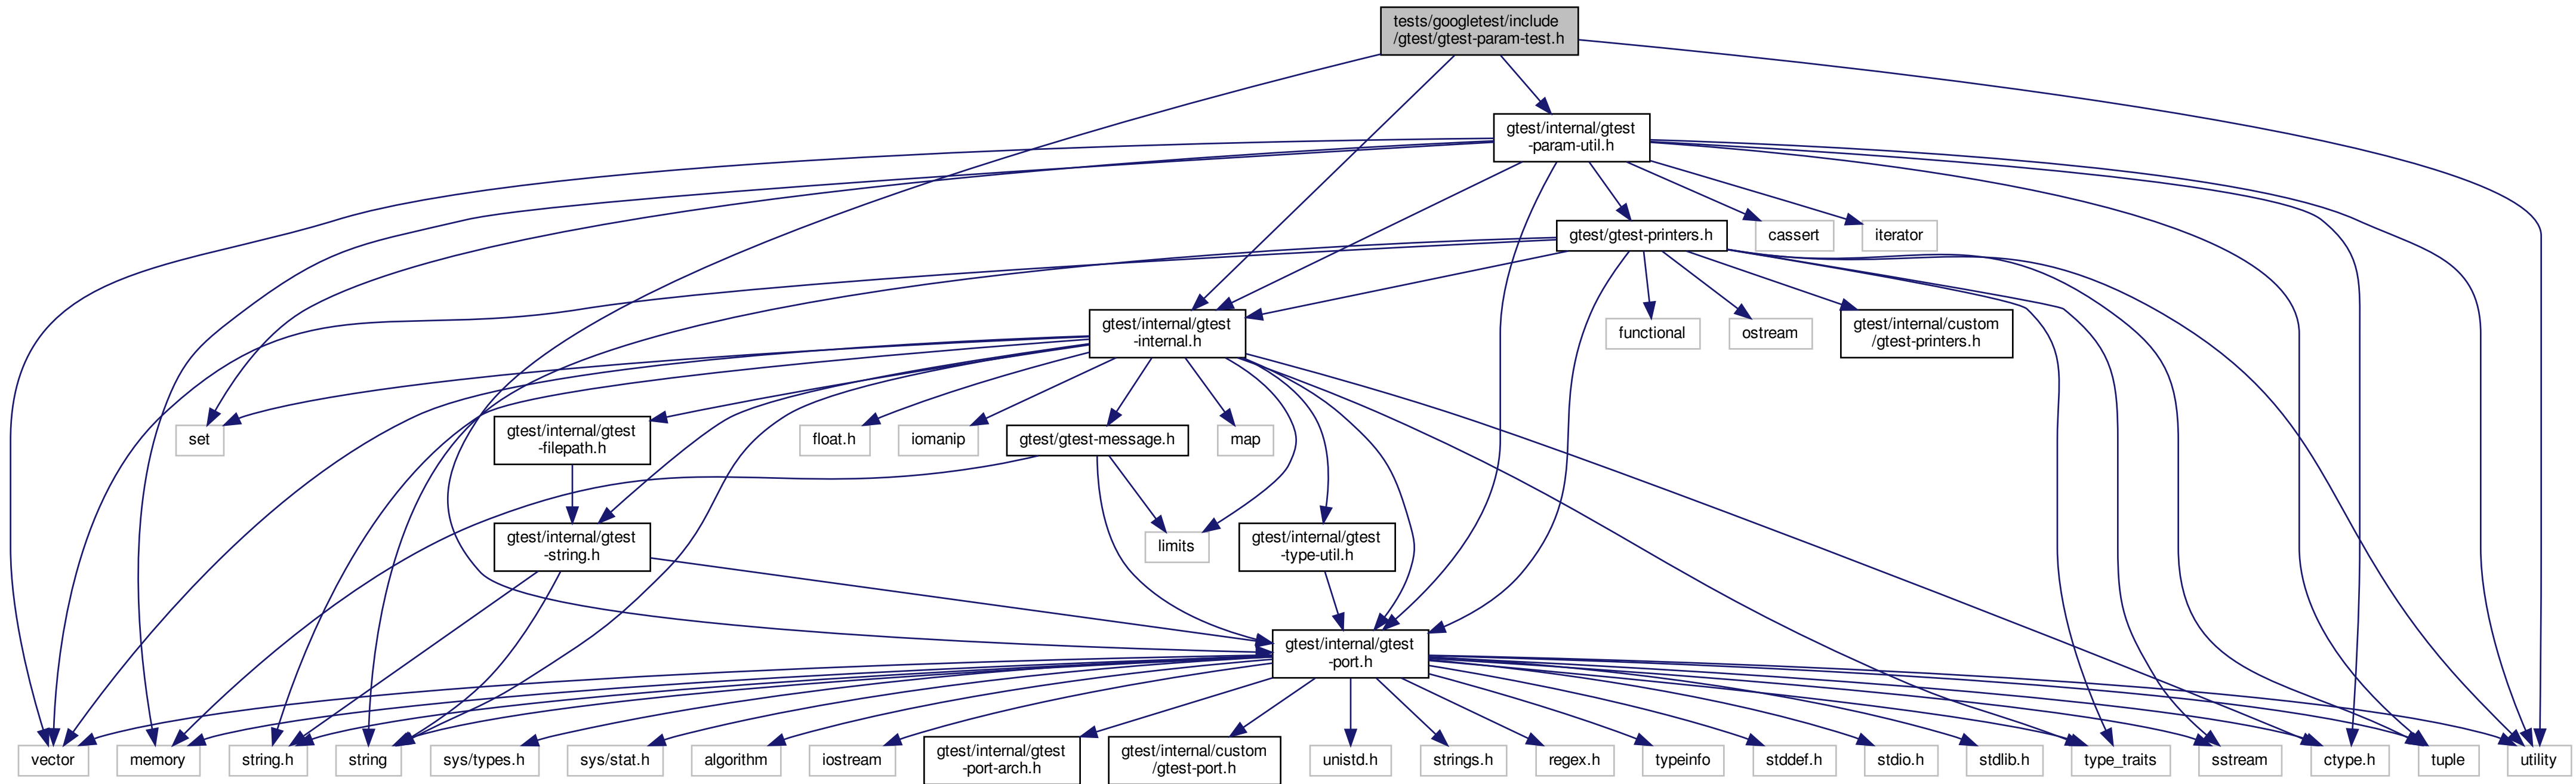 tests/googletest/include
/gtest/gtest-param-test.h
gtest/internal/gtest
-param-util.h
gtest/gtest-printers.h
cassert
iterator
gtest/internal/gtest
-internal.h
functional
ostream
gtest/internal/custom
/gtest-printers.h
set
gtest/internal/gtest
-filepath.h
float.h
iomanip
gtest/gtest-message.h
map
gtest/internal/gtest
-string.h
limits
gtest/internal/gtest
-type-util.h
gtest/internal/gtest
-port.h
vector
memory
string.h
string
sys/types.h
sys/stat.h
algorithm
iostream
gtest/internal/gtest
-port-arch.h
gtest/internal/custom
/gtest-port.h
unistd.h
strings.h
regex.h
typeinfo
stddef.h
stdio.h
stdlib.h
type_traits
sstream
ctype.h
tuple
utility